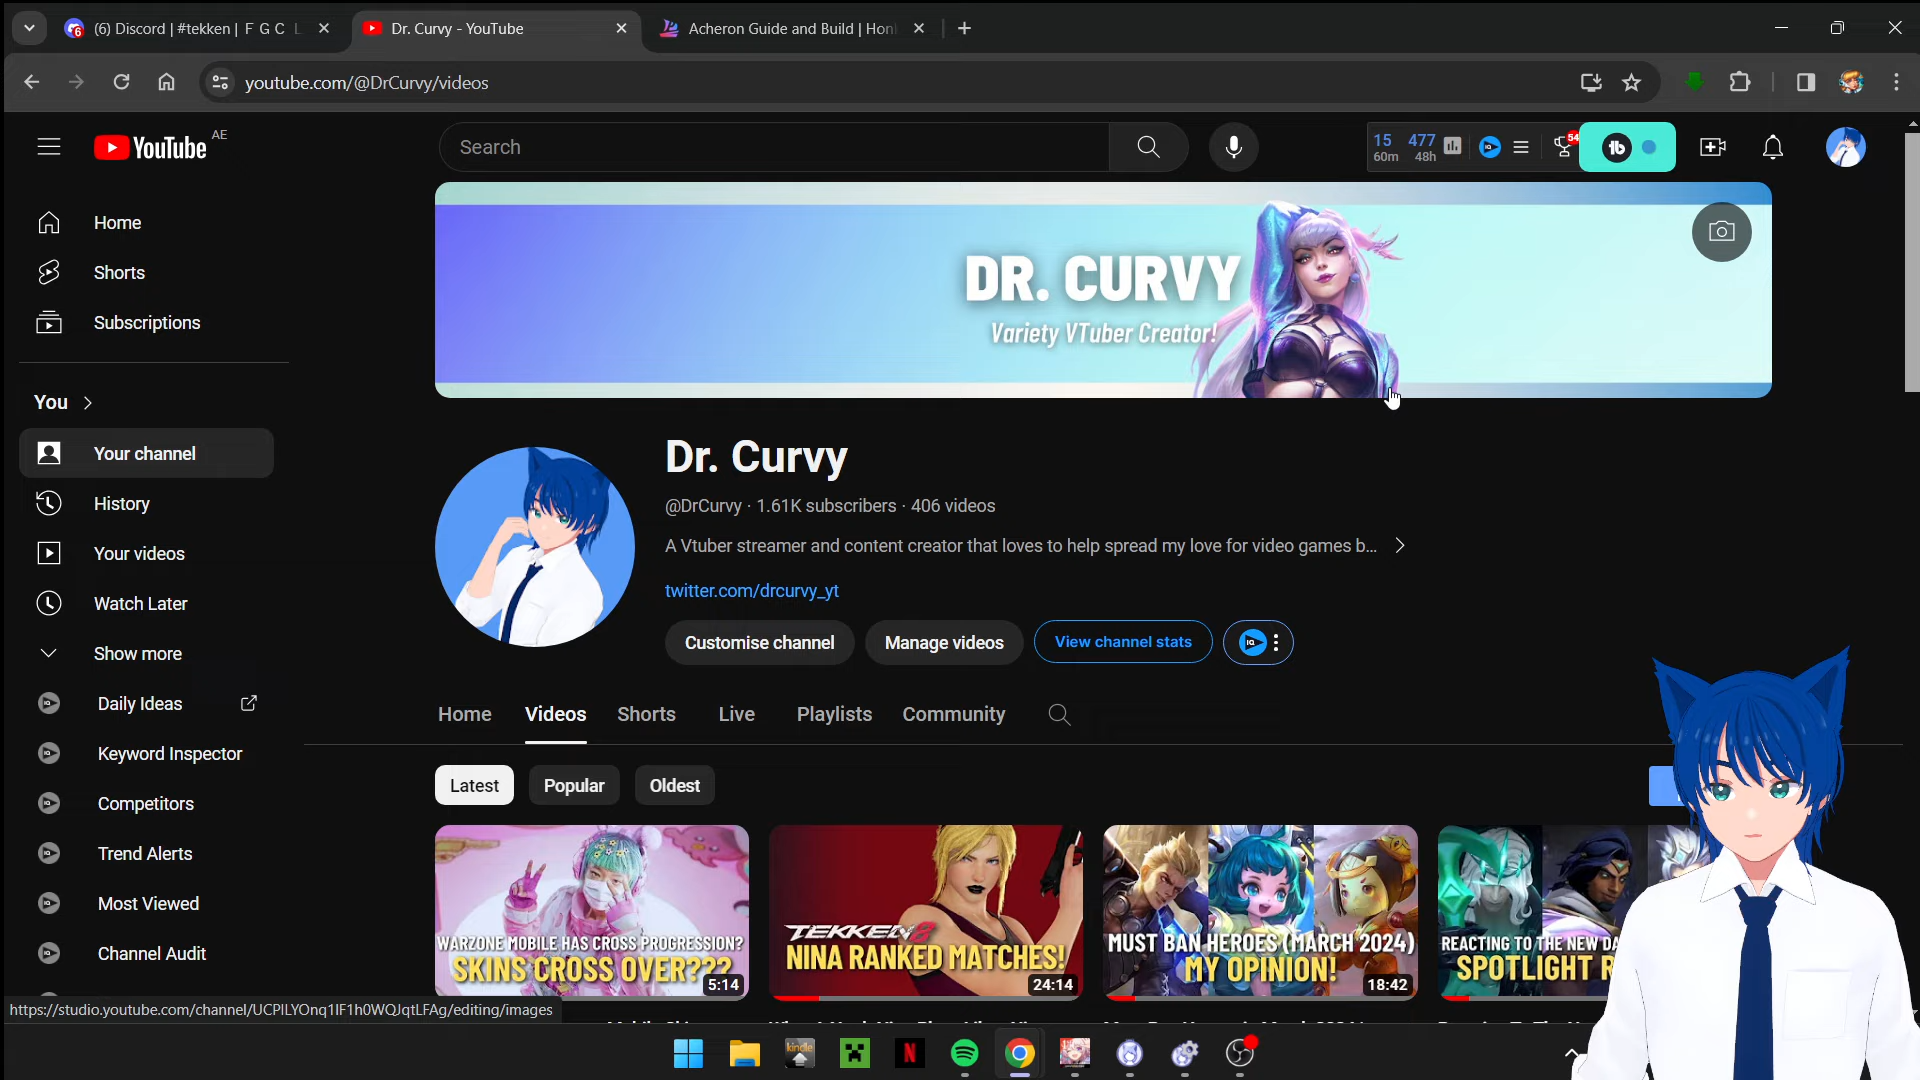 (6) Discord | #tekken | F G C L
Dr. Curvy - YouTube
Acheron Guide and Build | Honk
youtube.com/@DrCurvy/videos
YouTube AE
Search
15 60m
477 48h
54
Home
Shorts
Subscriptions
You
Your channel
History
Your videos
Watch Later
Show more
Daily Ideas
Keyword Inspector
Competitors
Trend Alerts
Most Viewed
Channel Audit
DR. CURVY
Variety VTuber Creator!
Dr. Curvy
@DrCurvy · 1.61K subscribers · 406 videos
A Vtuber streamer and content creator that loves to help spread my love for video games b...
twitter.com/drcurvy_yt
Customise channel
Manage videos
View channel stats
Home
Videos
Shorts
Live
Playlists
Community
Latest
Popular
Oldest
WARZONE MOBILE HAS CROSS PROGRESSION?
SKINS CROSS OVER???
5:14
TEKKEN 8
NINA RANKED MATCHES!
24:14
MUST BAN HEROES (MARCH 2024)
MY OPINION!
18:42
REACTING TO THE NEW DA
SPOTLIGHT R
https://studio.youtube.com/channel/UCPlLYOnq1lF1h0WQJqtLFAg/editing/images
kindle